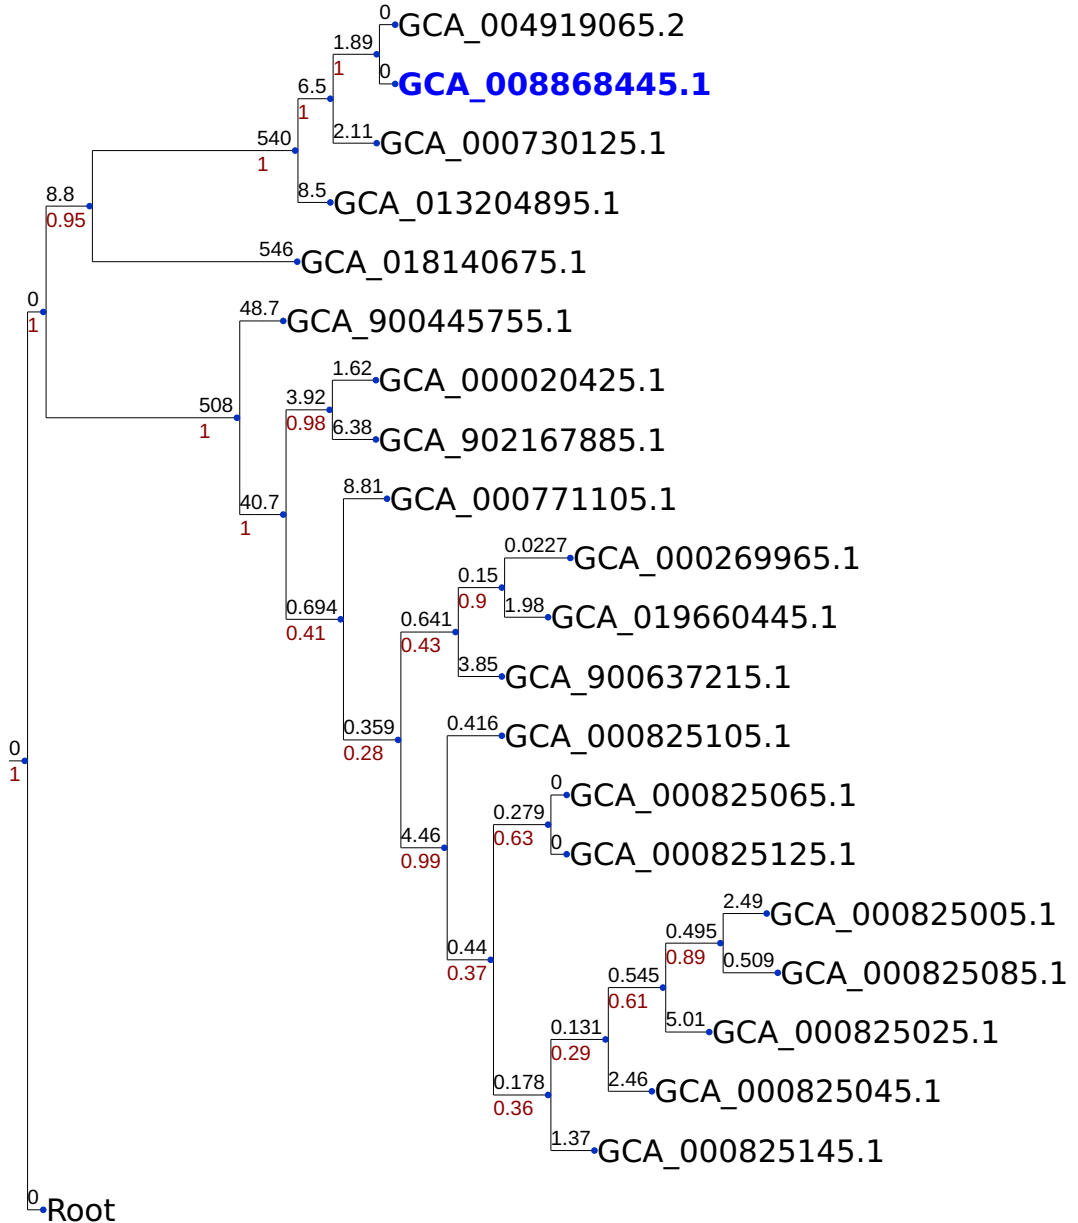 0
GCA_004919065.2
1.89
1
0
GCA_008868445.1
6.5
1
2.11
GCA_000730125.1
540
1
8.5
GCA_013204895.1
8.8
0.95
546
GCA_018140675.1
0
1
48.7
GCA_900445755.1
1.62
GCA_000020425.1
3.92
0.98
508
1
6.38
GCA_902167885.1
8.81
GCA_000771105.1
40.7
1
0.0227
GCA_000269965.1
0.15
0.9
0.694
0.41
1.98
GCA_019660445.1
0.641
0.43
3.85
GCA_900637215.1
0.359
0.28
0.416
GCA_000825105.1
0
1
0
GCA_000825065.1
0.279
0.63
4.46
0.99
0
GCA_000825125.1
2.49
GCA_000825005.1
0.495
0.89
0.44
0.37
0.509
GCA_000825085.1
0.545
0.61
5.01
GCA_000825025.1
0.131
0.29
2.46
GCA_000825045.1
0.178
0.36
1.37
GCA_000825145.1
0
Root